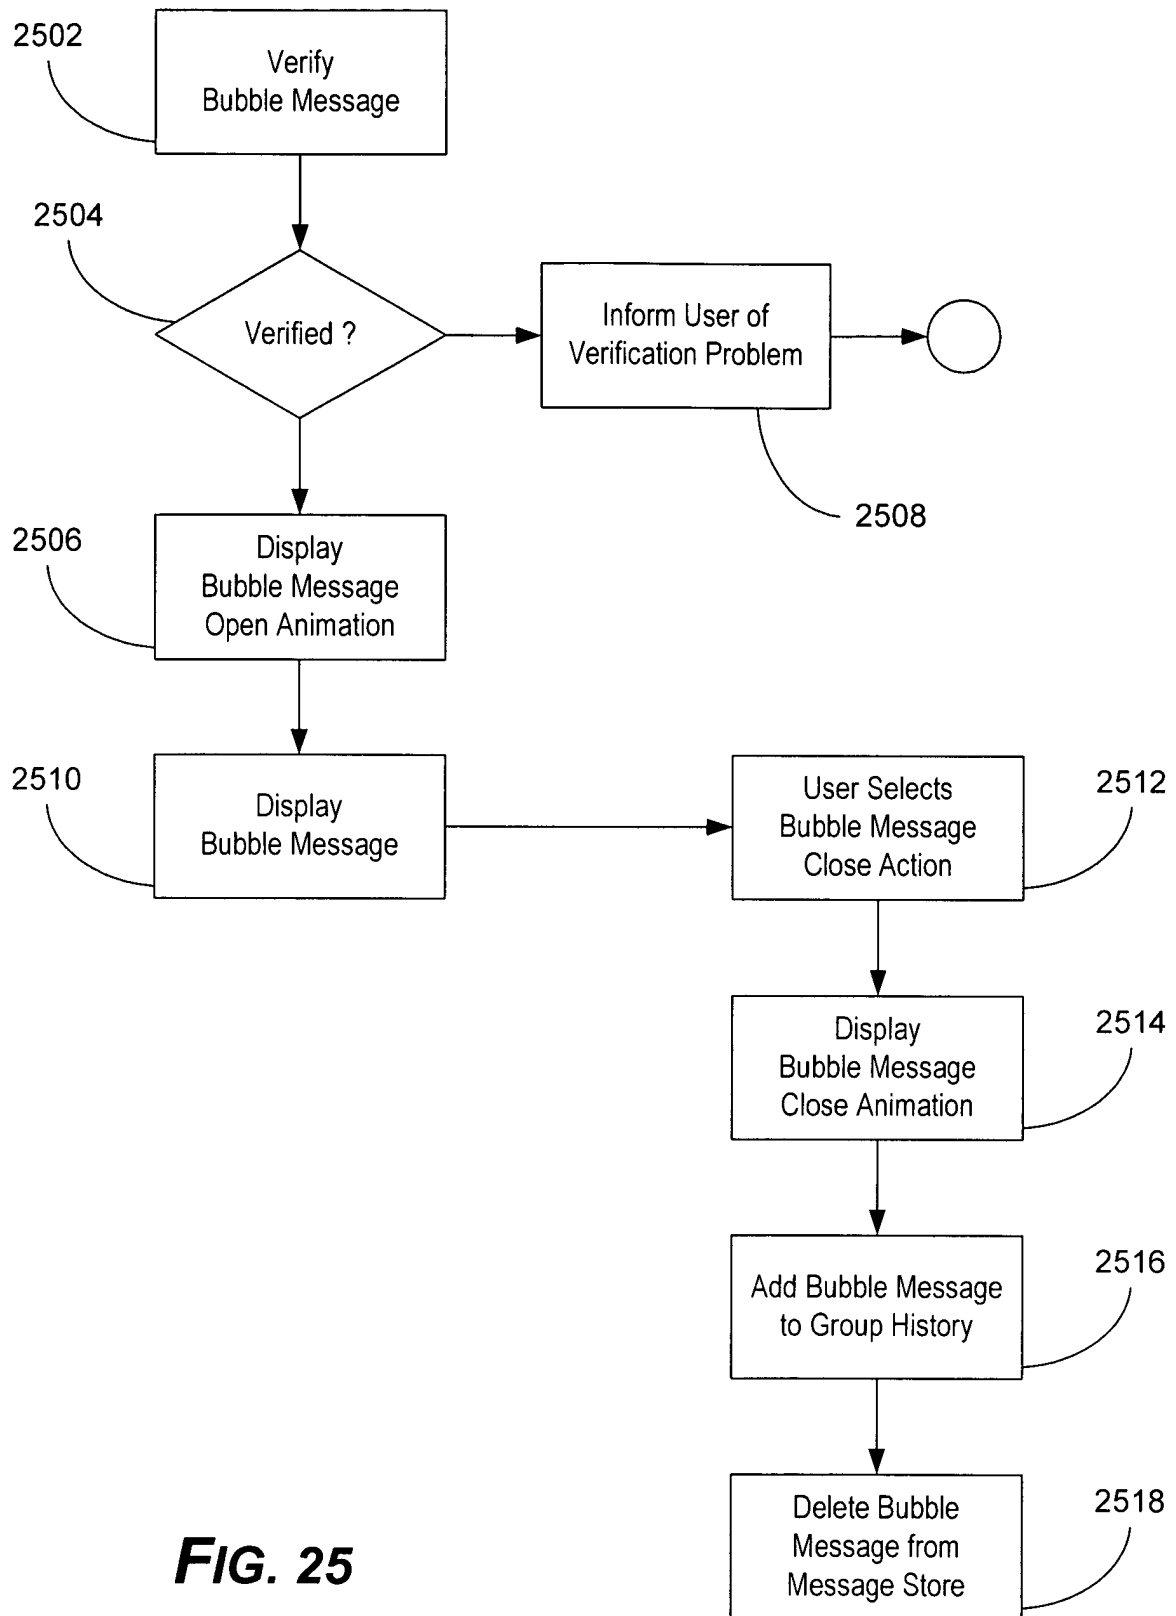 2502
Verify
Bubble Message
2504
Verified ?
Inform User of
Verification Problem
2508
2506
Display
Bubble Message
Open Animation
2510
Display
Bubble Message
User Selects
Bubble Message
Close Action
2512
Display
Bubble Message
Close Animation
2514
Add Bubble Message
to Group History
2516
Delete Bubble
Message from
Message Store
2518
FIG. 25